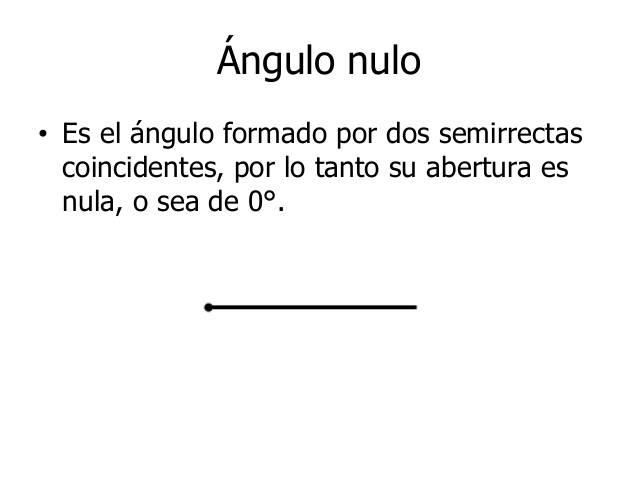 Ángulo nulo
• Es el ángulo formado por dos semirrectas
coincidentes, por lo tanto su abertura es
nula, o sea de 0°.